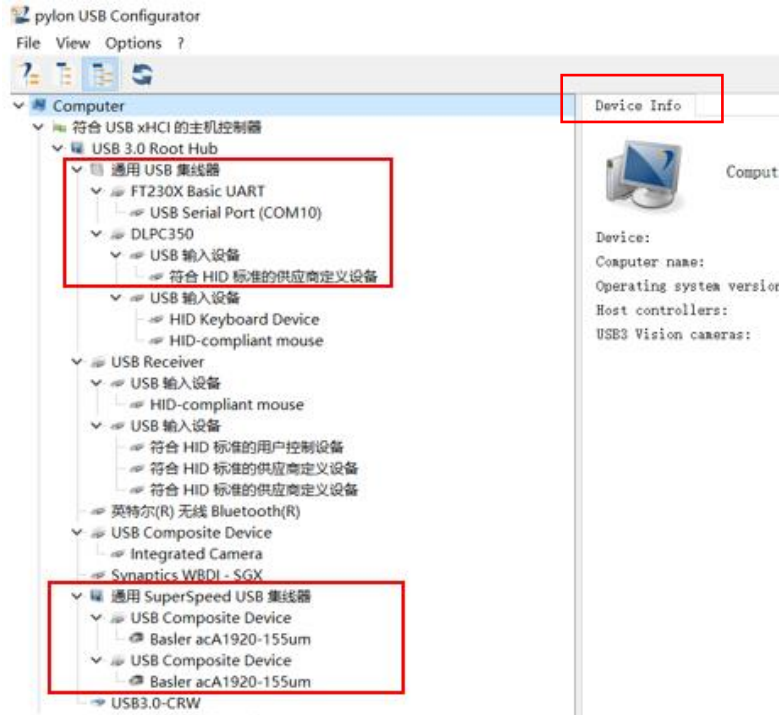 pylon USB Configurator
File View Options ?
Computer
符合 USB xHCI 的主机控制器
USB 3.0 Root Hub
通用 USB 集线器
FT230X Basic UART
USB Serial Port (COM10)
DLPC350
USB 输入设备
符合 HID 标准的供应商定义设备
USB 输入设备
HID Keyboard Device
HID-compliant mouse
USB Receiver
USB 输入设备
HID-compliant mouse
USB 输入设备
符合 HID 标准的用户控制设备
符合 HID 标准的供应商定义设备
符合 HID 标准的供应商定义设备
英特尔(R) 无线 Bluetooth(R)
USB Composite Device
Integrated Camera
Synaptics WBDI - SGX
通用 SuperSpeed USB 集线器
USB Composite Device
Basler acA1920-155um
USB Composite Device
Basler acA1920-155um
USB3.0-CRW
Device Info
Comput
Device:
Computer name:
Operating system version
Host controllers:
USB3 Vision cameras: